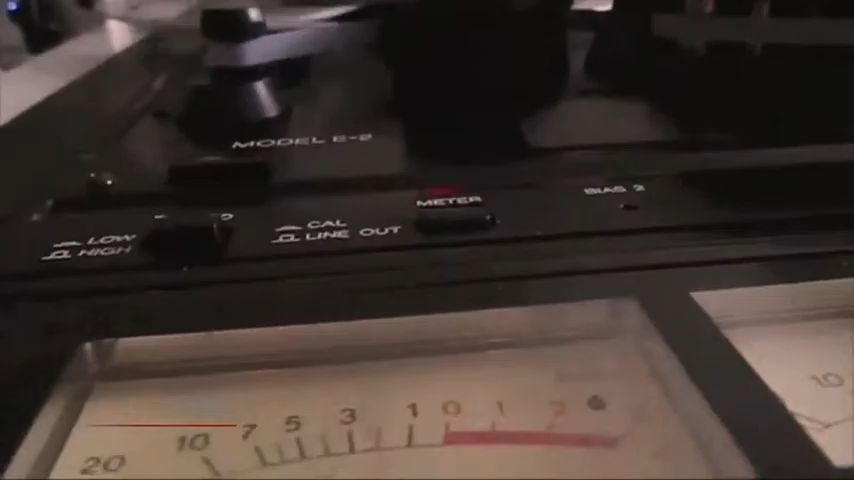 MODEL E-2
METER
BIAS 2
LOW
HIGH
CAL
LINE OUT
20 10 7 5 3 1 0 1 2
10